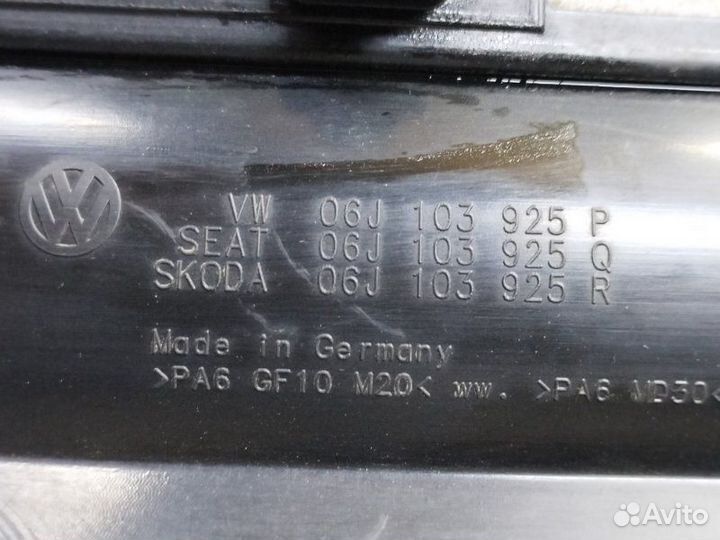 VW 06J 103 925 P
SEAT 06J 103 925 Q
SKODA 06J 103 925 R
Made in Germany
>PA6 GF10 M20< ww. >PA6 MD30<
Avito